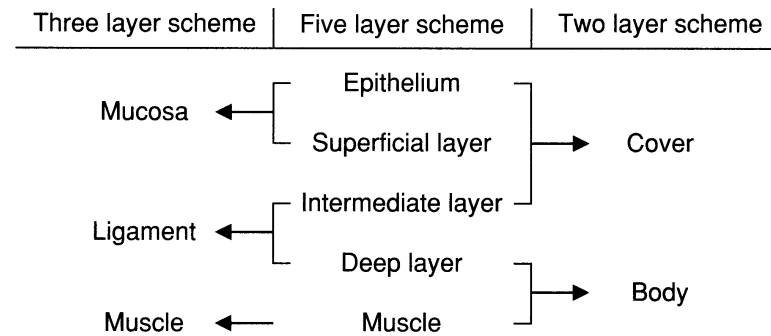 Three layer scheme Five layer scheme Two layer scheme
Epithelium
Mucosa
Superficial layer Cover
Intermediate layer
Ligament
Deep layer
Body
Muscle Muscle